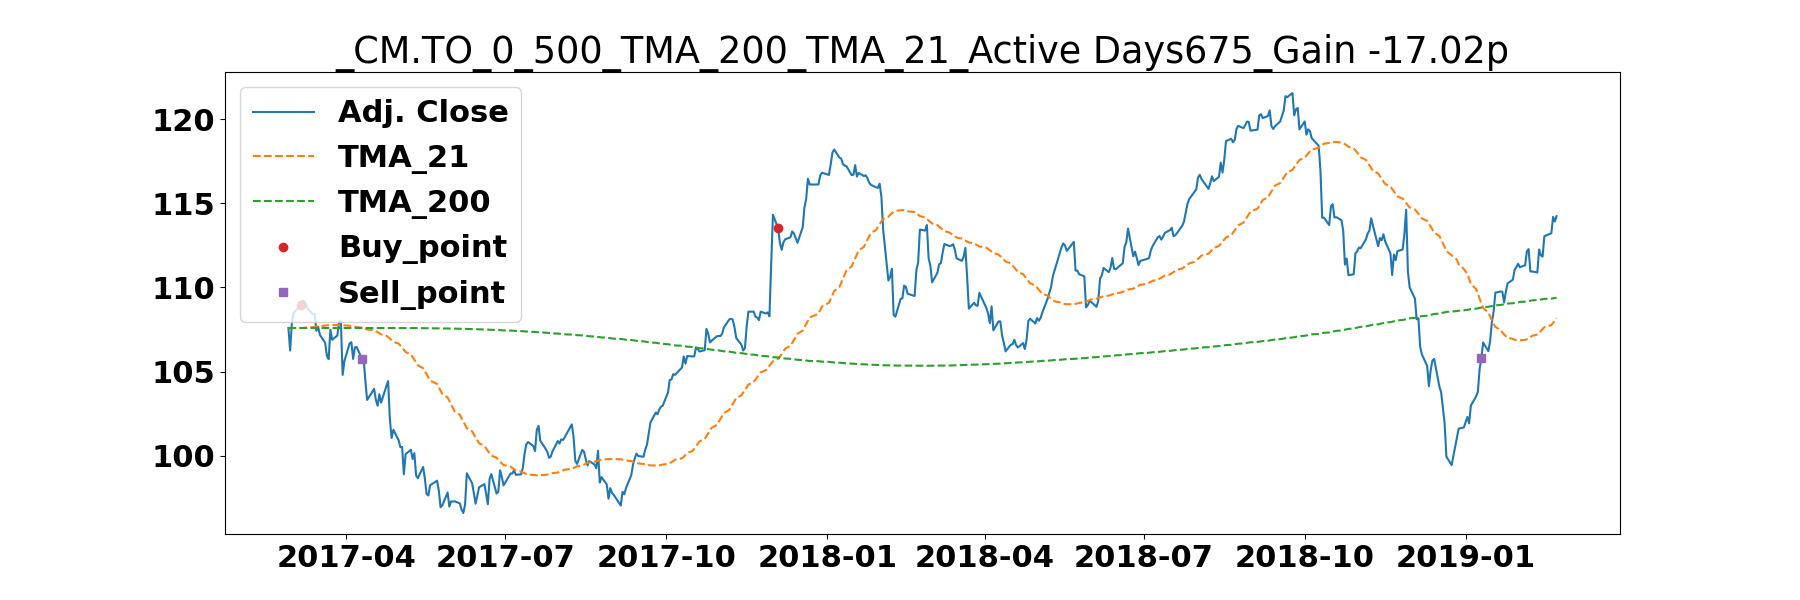 _CM.TO_0_500_TMA_200_TMA_21_Active Days675_Gain -17.02p
Adj. Close
TMA_21
TMA_200
Buy_point
Sell_point
120
115
110
105
100
2017-04 2017-07 2017-10 2018-01 2018-04 2018-07 2018-10 2019-01